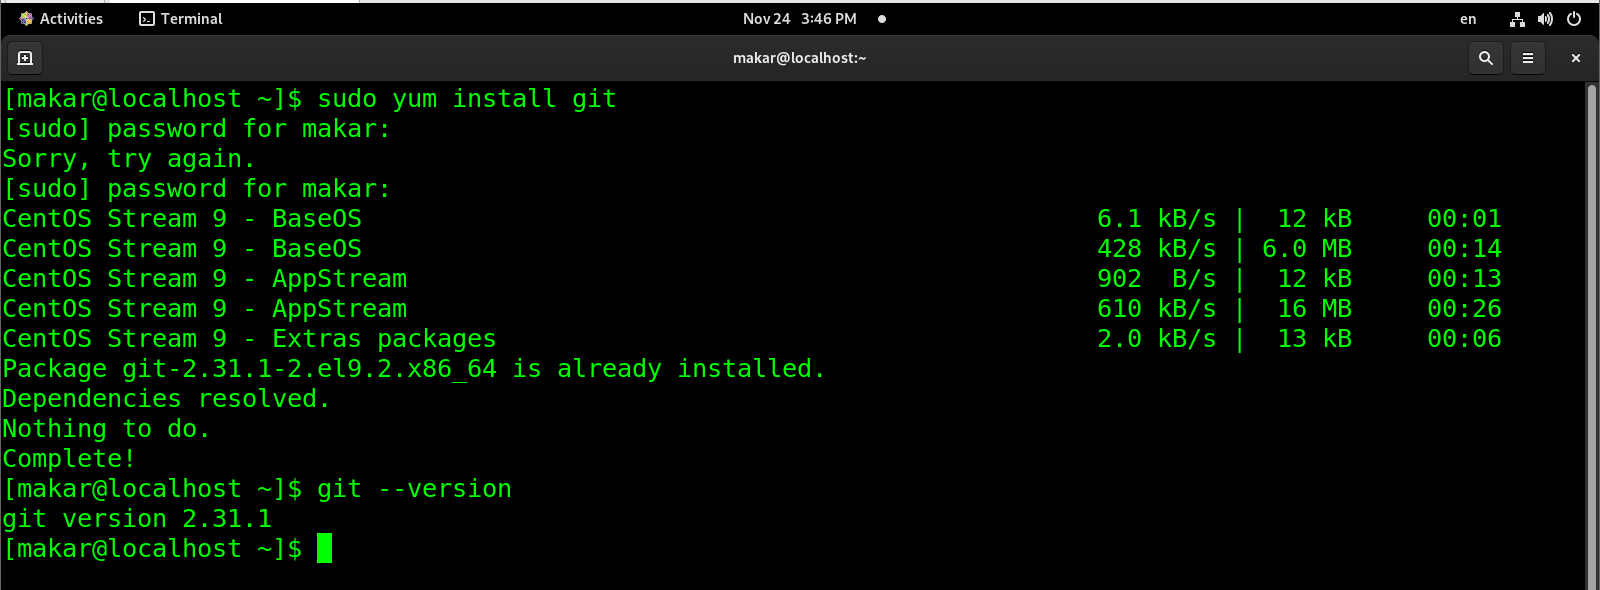 Activities Terminal Nov 24 3:46 PM en
makar@localhost:~
[makar@localhost ~]$ sudo yum install git
[sudo] password for makar:
Sorry, try again.
[sudo] password for makar:
CentOS Stream 9 - BaseOS 6.1 kB/s | 12 kB 00:01
CentOS Stream 9 - BaseOS 428 kB/s | 6.0 MB 00:14
CentOS Stream 9 - AppStream 902 B/s | 12 kB 00:13
CentOS Stream 9 - AppStream 610 kB/s | 16 MB 00:26
CentOS Stream 9 - Extras packages 2.0 kB/s | 13 kB 00:06
Package git-2.31.1-2.el9.2.x86_64 is already installed.
Dependencies resolved.
Nothing to do.
Complete!
[makar@localhost ~]$ git --version
git version 2.31.1
[makar@localhost ~]$